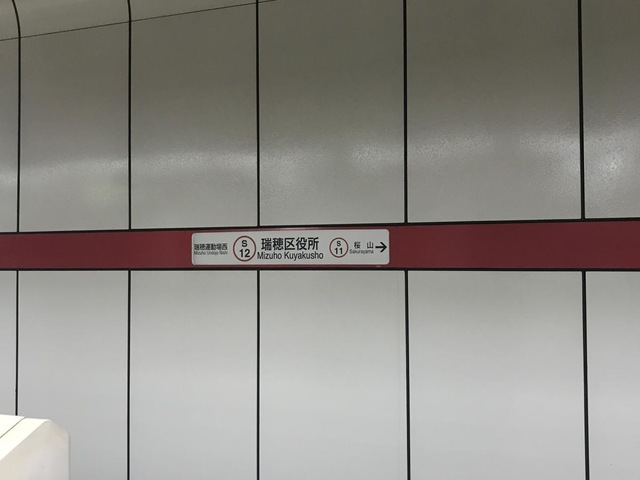 瑞穂運動場西
Mizuho Undojo Nishi
S
12
瑞穂区役所
Mizuho Kuyakusho
S
11
桜山
Sakurayama